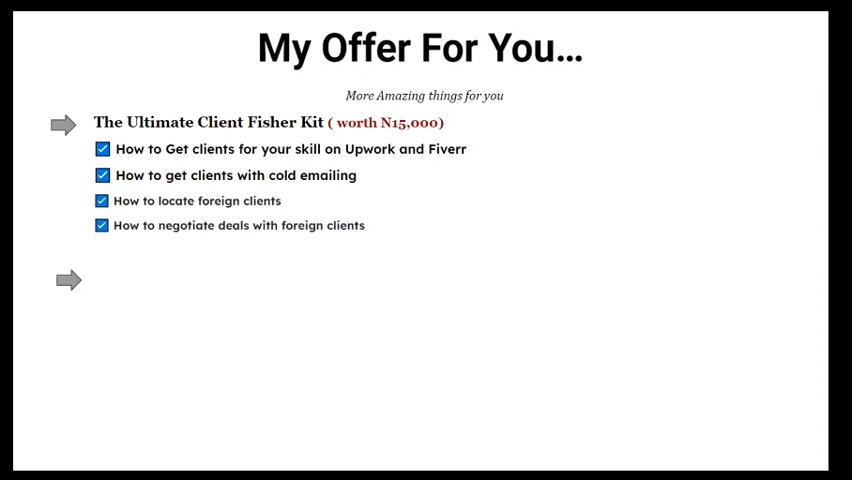 My Offer For You...
More Amazing things for you
The Ultimate Client Fisher Kit ( worth N15,000)
How to Get clients for your skill on Upwork and Fiverr
How to get clients with cold emailing
How to locate foreign clients
How to negotiate deals with foreign clients